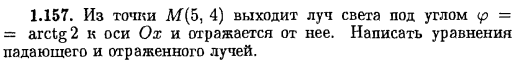 1.157. Из точки M(5, 4) выходит луч света под углом φ =
= arctg 2 к оси Ox и отражается от нее. Написать уравнения
падающего и отраженного лучей.